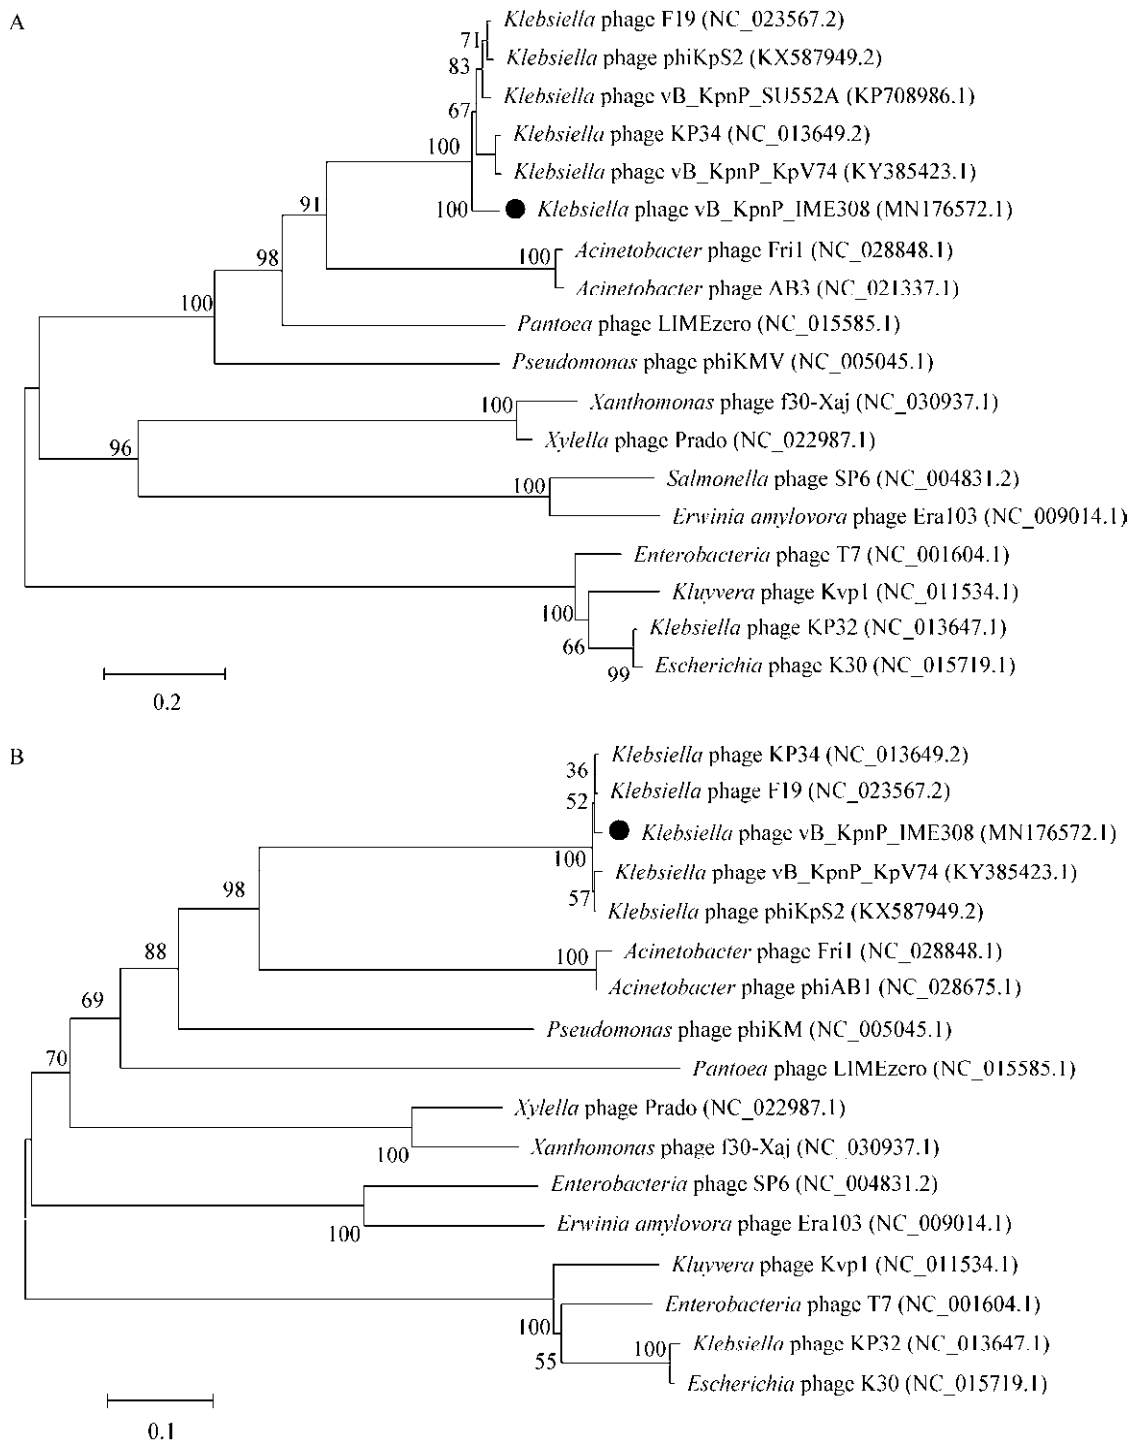 A
Klebsiella phage F19 (NC_023567.2)
71
Klebsiella phage phiKpS2 (KX587949.2)
83
Klebsiella phage vB_KpnP_SU552A (KP708986.1)
67
Klebsiella phage KP34 (NC_013649.2)
100
Klebsiella phage vB_KpnP_KpV74 (KY385423.1)
91
100
Klebsiella phage vB_KpnP_IME308 (MN176572.1)
98
100
Acinetobacter phage Fri1 (NC_028848.1)
Acinetobacter phage AB3 (NC_021337.1)
100
Pantoea phage LIMEzero (NC_015585.1)
Pseudomonas phage phiKMV (NC_005045.1)
100
Xanthomonas phage f30-Xaj (NC_030937.1)
96
Xylella phage Prado (NC_022987.1)
100
Salmonella phage SP6 (NC_004831.2)
Erwinia amylovora phage Era103 (NC_009014.1)
Enterobacteria phage T7 (NC_001604.1)
Kluyvera phage Kvp1 (NC_011534.1)
100
Klebsiella phage KP32 (NC_013647.1)
66
99
Escherichia phage K30 (NC_015719.1)
0.2
B
Klebsiella phage KP34 (NC_013649.2)
36
Klebsiella phage F19 (NC_023567.2)
52
Klebsiella phage vB_KpnP_IME308 (MN176572.1)
100
Klebsiella phage vB_KpnP_KpV74 (KY385423.1)
98
57
Klebsiella phage phiKpS2 (KX587949.2)
88
100
Acinetobacter phage Fri1 (NC_028848.1)
Acinetobacter phage phiAB1 (NC_028675.1)
69
Pseudomonas phage phiKM (NC_005045.1)
70
Pantoea phage LIMEzero (NC_015585.1)
Xylella phage Prado (NC_022987.1)
100
Xanthomonas phage f30-Xaj (NC_030937.1)
Enterobacteria phage SP6 (NC_004831.2)
100
Erwinia amylovora phage Era103 (NC_009014.1)
Kluyvera phage Kvp1 (NC_011534.1)
Enterobacteria phage T7 (NC_001604.1)
100
55
100
Klebsiella phage KP32 (NC_013647.1)
Escherichia phage K30 (NC_015719.1)
0.1